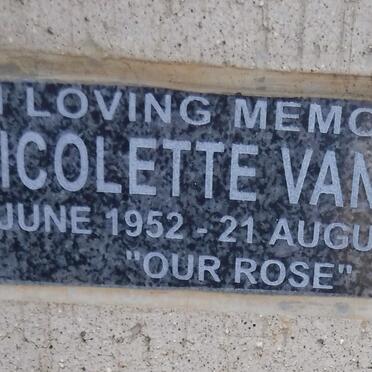 N LOVING MEMO
ICOLETTE VAN
JUNE 1952 - 21 AUGU
"OUR ROSE"